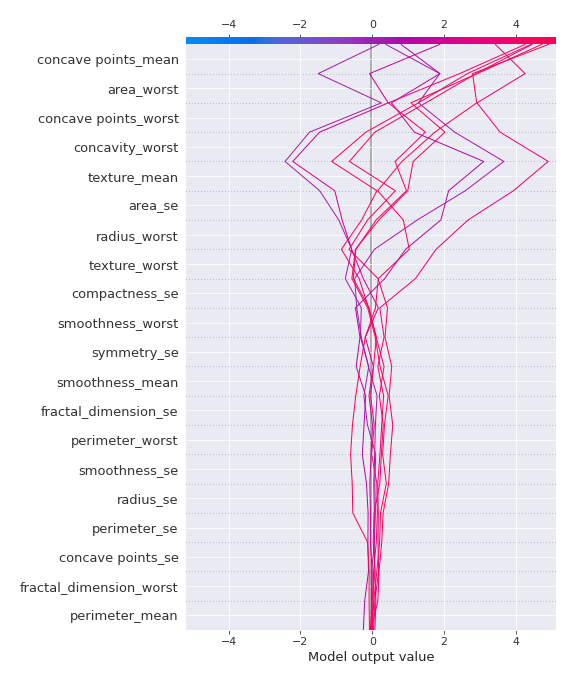 −4 −2 0 2 4
concave points_mean
area_worst
concave points_worst
concavity_worst
texture_mean
area_se
radius_worst
texture_worst
compactness_se
smoothness_worst
symmetry_se
smoothness_mean
fractal_dimension_se
perimeter_worst
smoothness_se
radius_se
perimeter_se
concave points_se
fractal_dimension_worst
perimeter_mean
−4 −2 0 2 4
Model output value